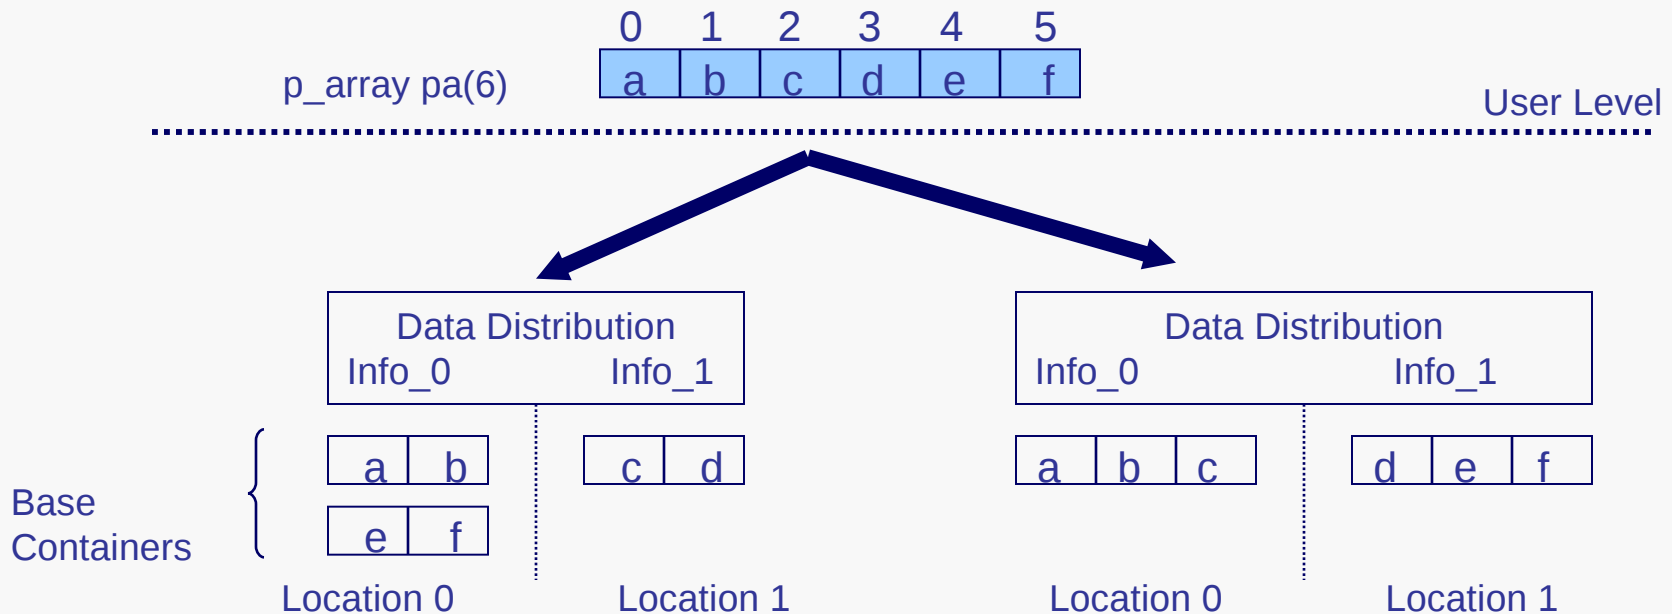 0 1 2 3 4 5
p_array pa(6) a b c d e f
User Level
Data Distribution Data Distribution
Info_0 Info_1 Info_0 Info_1
a b c d a b c d e f
Base
Containers
e f
Location 0 Location 1 Location 0 Location 1